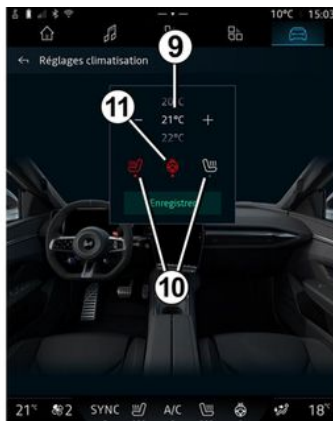 10°C 15:03
Réglages climatisation
9
20°C
11
− 21°C +
22°C
Enregistrer
10
21°C 2 SYNC A/C 18°C